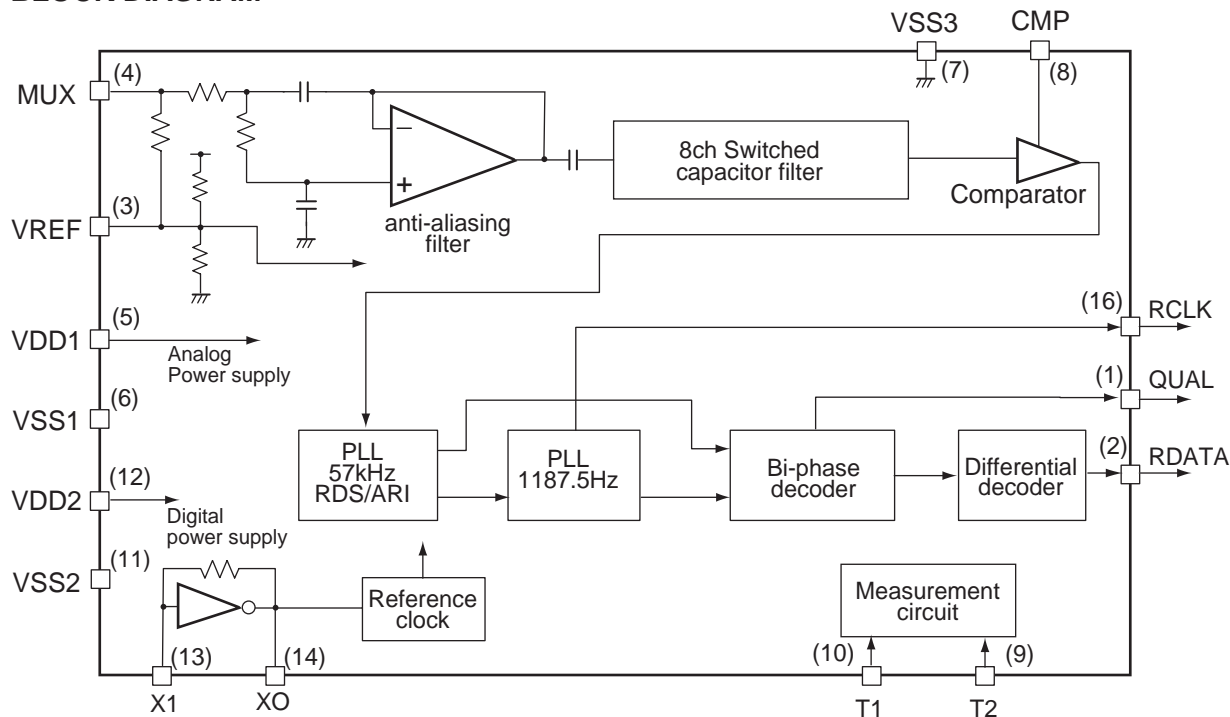 VSS3
CMP
(7)
(8)
(4)
MUX
8ch Switched
capacitor filter
Comparator
anti-aliasing
filter
(3)
VREF
(5)
VDD1
Analog
Power supply
(6)
VSS1
(12)
VDD2
Digital
power supply
(11)
VSS2
PLL
57kHz
RDS/ARI
PLL
1187.5Hz
Bi-phase
decoder
Differential
decoder
(16)
RCLK
(1)
QUAL
(2)
RDATA
Reference
clock
Measurement
circuit
(13)
(14)
(10)
(9)
X1
XO
T1
T2